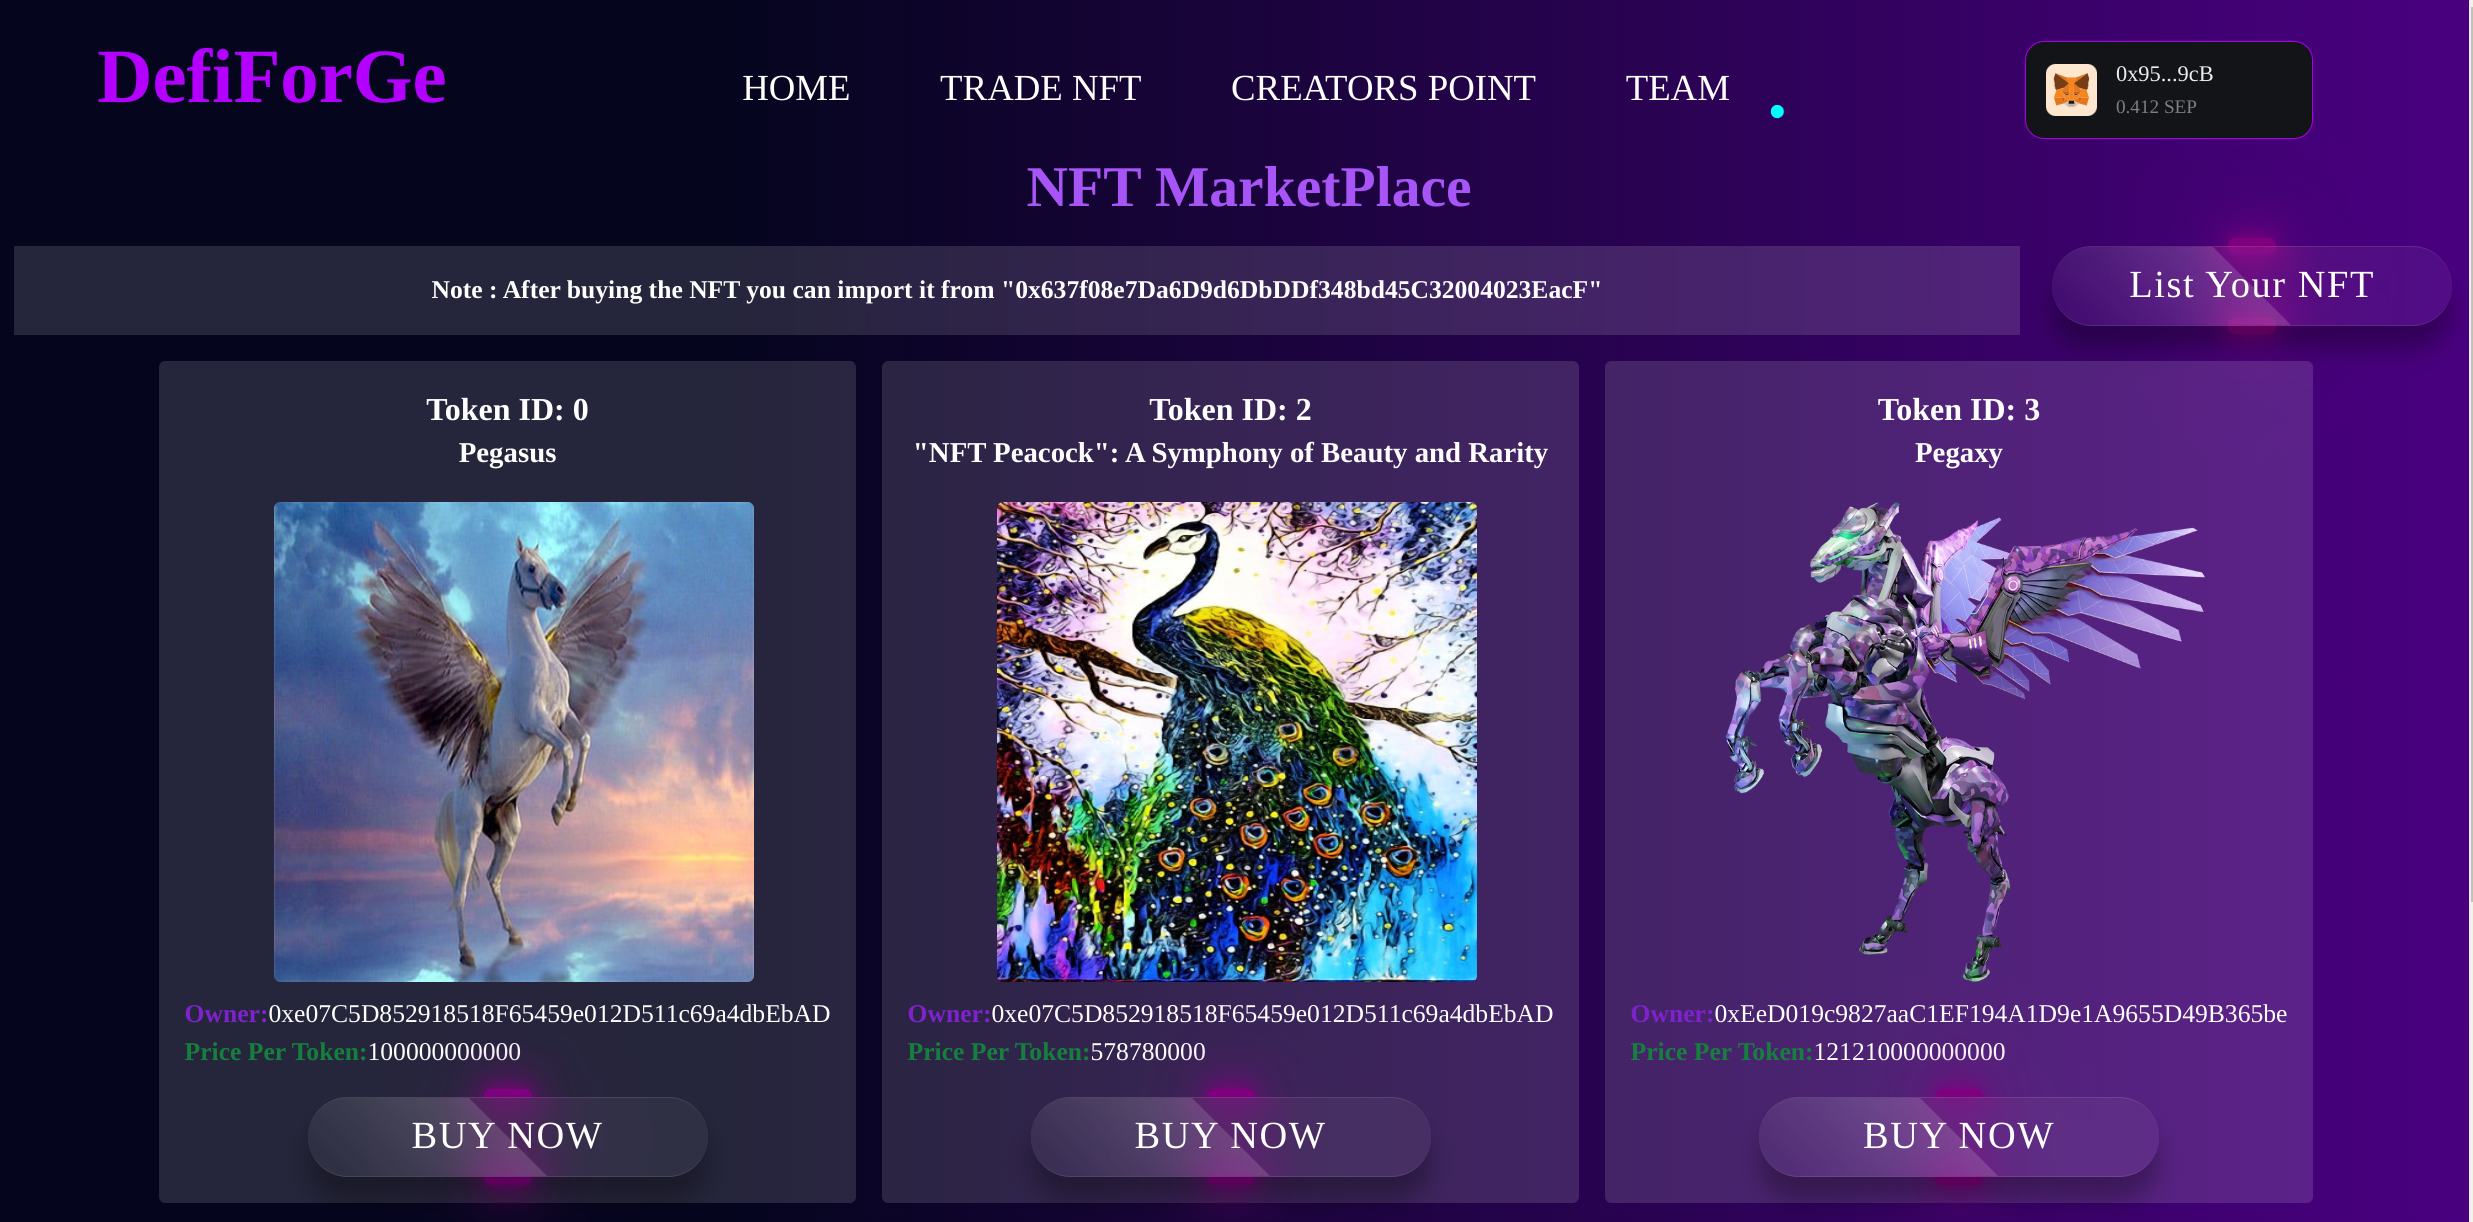 DefiForGe
HOME
TRADE NFT
CREATORS POINT
TEAM
0x95...9cB
0.412 SEP
NFT MarketPlace
Note : After buying the NFT you can import it from "0x637f08e7Da6D9d6DbDDf348bd45C32004023EacF"
List Your NFT
Token ID: 0
Pegasus
Owner:0xe07C5D852918518F65459e012D511c69a4dbEbAD
Price Per Token:100000000000
BUY NOW
Token ID: 2
"NFT Peacock": A Symphony of Beauty and Rarity
Owner:0xe07C5D852918518F65459e012D511c69a4dbEbAD
Price Per Token:578780000
BUY NOW
Token ID: 3
Pegaxy
Owner:0xEeD019c9827aaC1EF194A1D9e1A9655D49B365be
Price Per Token:121210000000000
BUY NOW